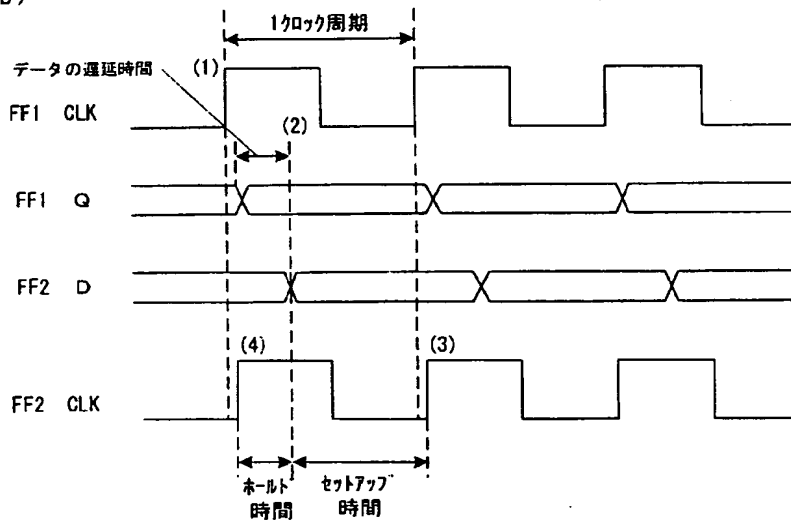 1クロック周期
データの遅延時間
(1)
FF1 CLK
(2)
FF1 Q
FF2 D
(4)
(3)
FF2 CLK
ホールド
時間
セットアップ
時間